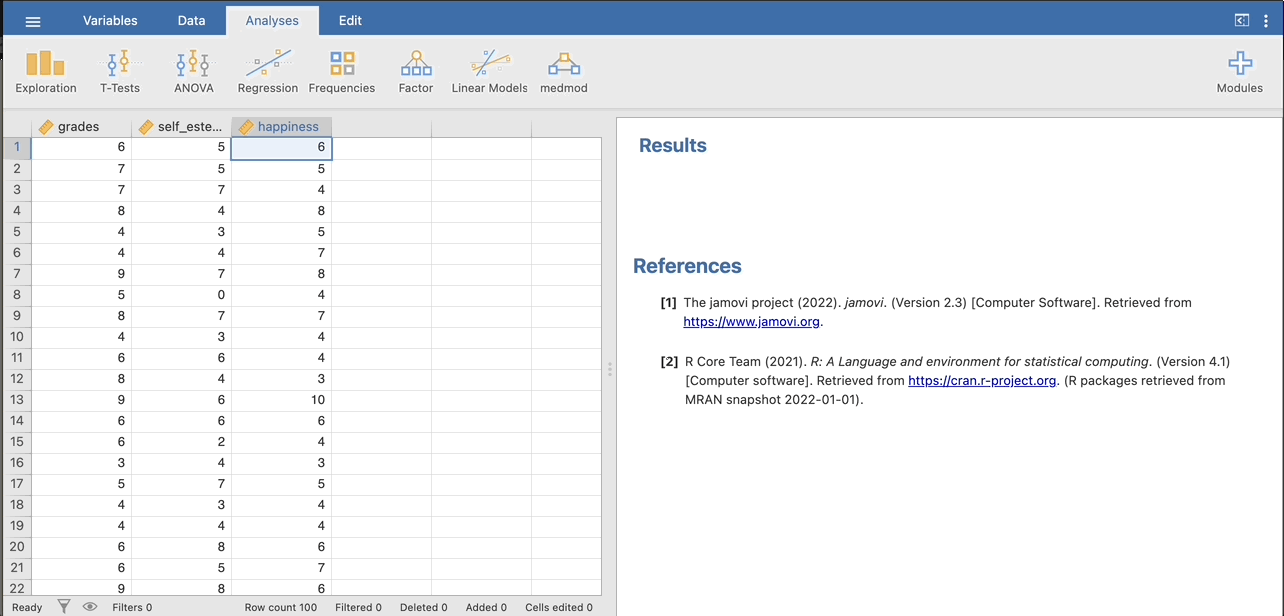 Variables Data Analyses Edit
Exploration T-Tests ANOVA Regression Frequencies Factor Linear Models medmod Modules
grades self_este... happiness
1 6 5 6
2 7 5 5
3 7 7 4
4 8 4 8
5 4 3 5
6 4 4 7
7 9 7 8
8 5 0 4
9 8 7 7
10 4 3 4
11 6 6 4
12 8 4 3
13 9 6 10
14 6 6 6
15 6 2 4
16 3 4 3
17 5 7 5
18 4 3 4
19 4 4 4
20 6 8 6
21 6 5 7
22 9 8 6
Ready Filters 0 Row count 100 Filtered 0 Deleted 0 Added 0 Cells edited 0
Results
References
[1] The jamovi project (2022). jamovi. (Version 2.3) [Computer Software]. Retrieved from
https://www.jamovi.org.
[2] R Core Team (2021). R: A Language and environment for statistical computing. (Version 4.1)
[Computer software]. Retrieved from https://cran.r-project.org. (R packages retrieved from
MRAN snapshot 2022-01-01).